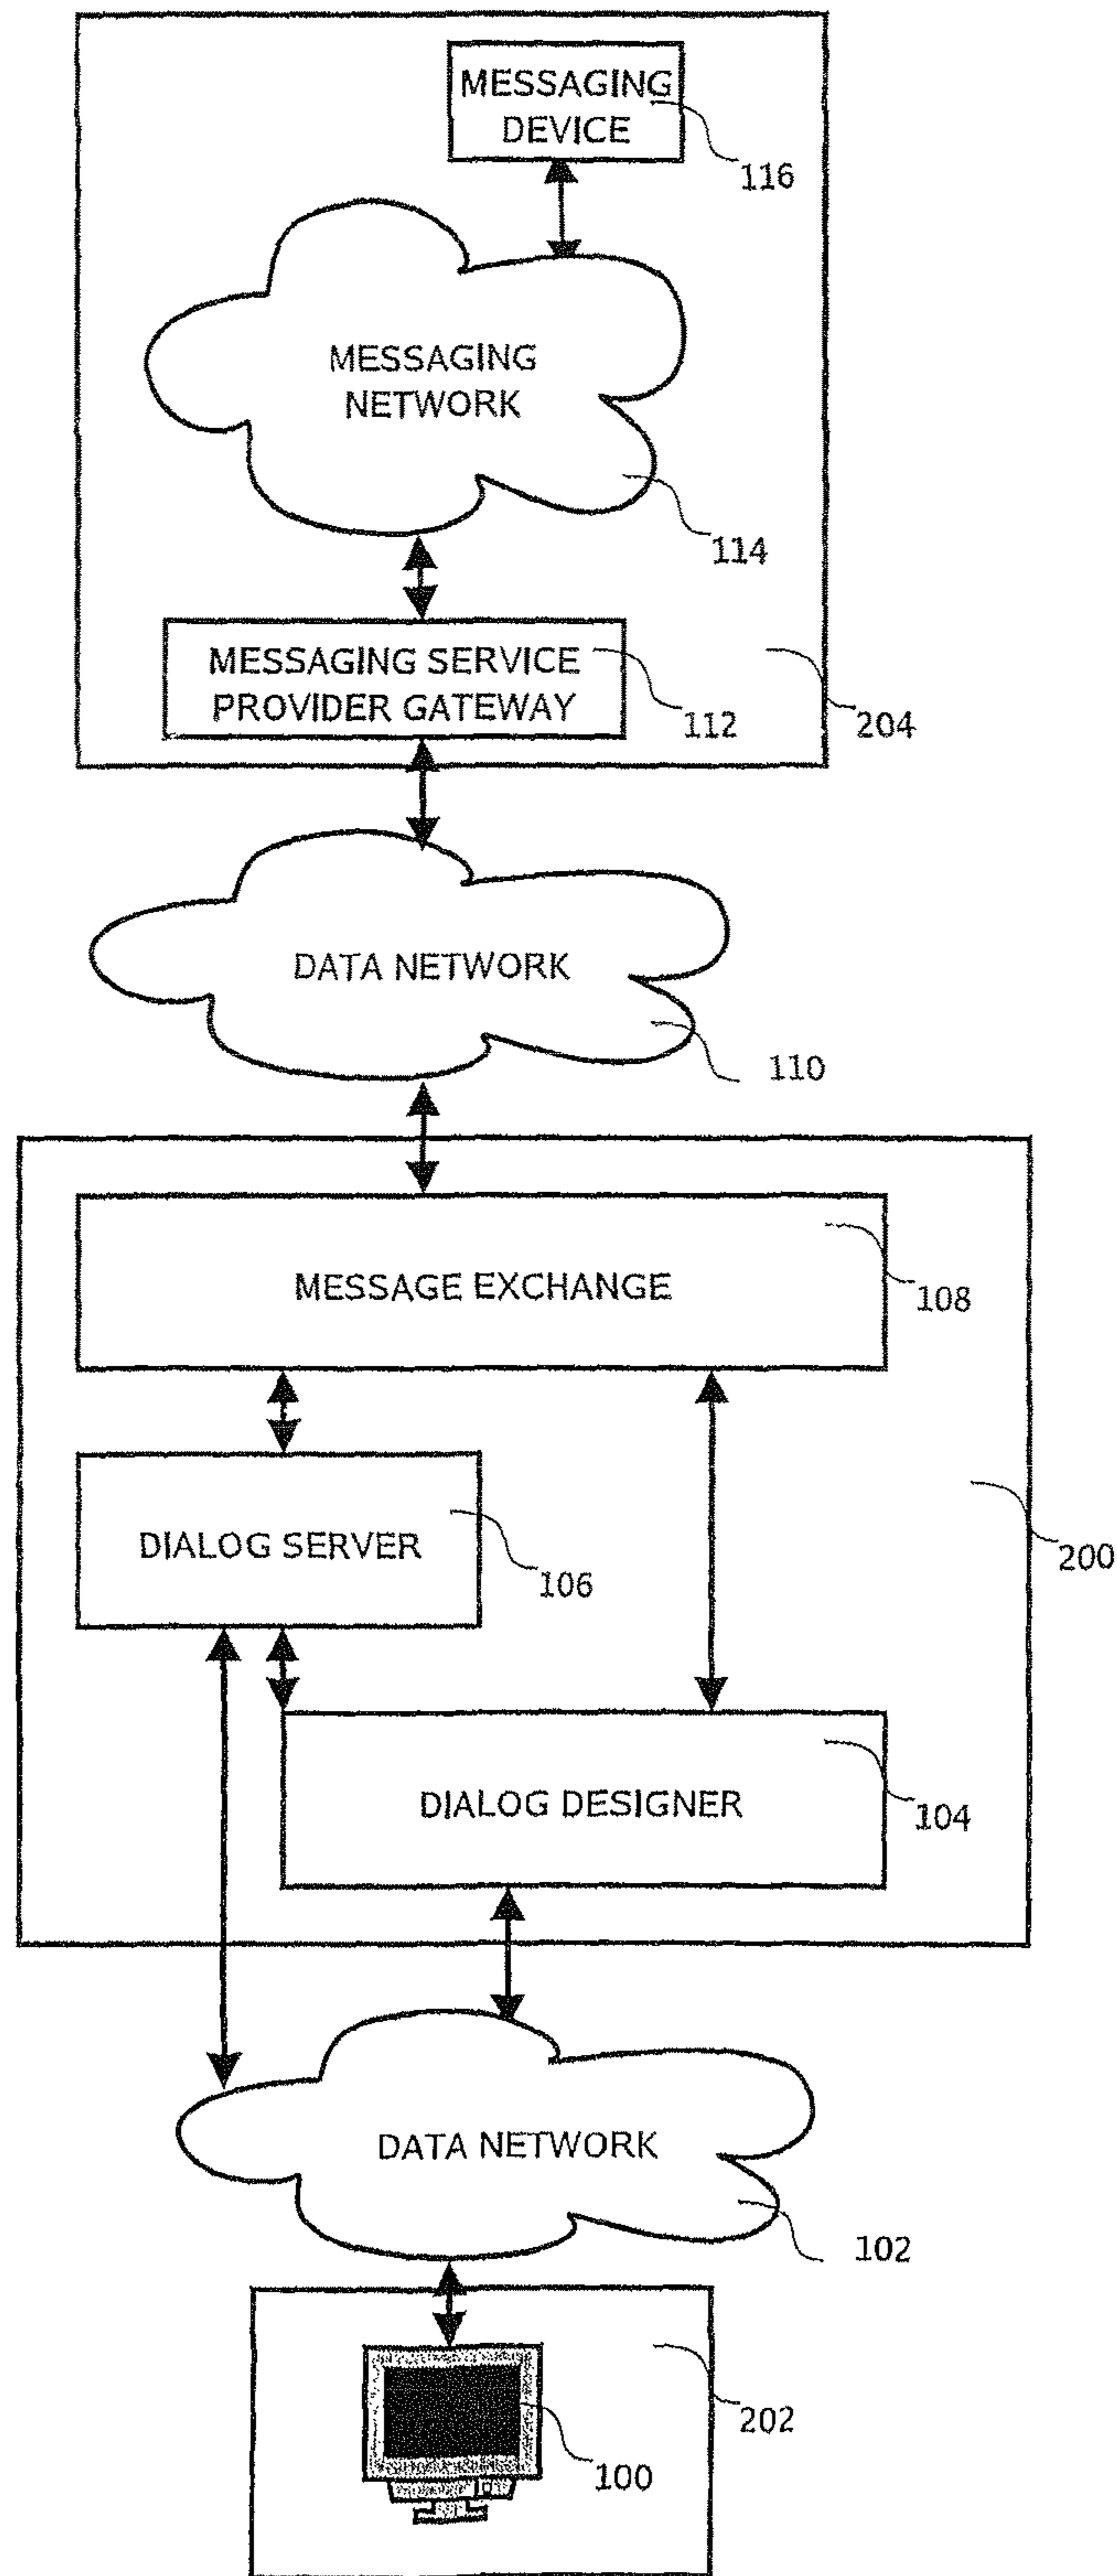 MESSAGING
DEVICE
116
MESSAGING
NETWORK
114
MESSAGING SERVICE
PROVIDER GATEWAY
112
204
DATA NETWORK
110
MESSAGE EXCHANGE
108
DIALOG SERVER
106
200
DIALOG DESIGNER
104
DATA NETWORK
102
202
100